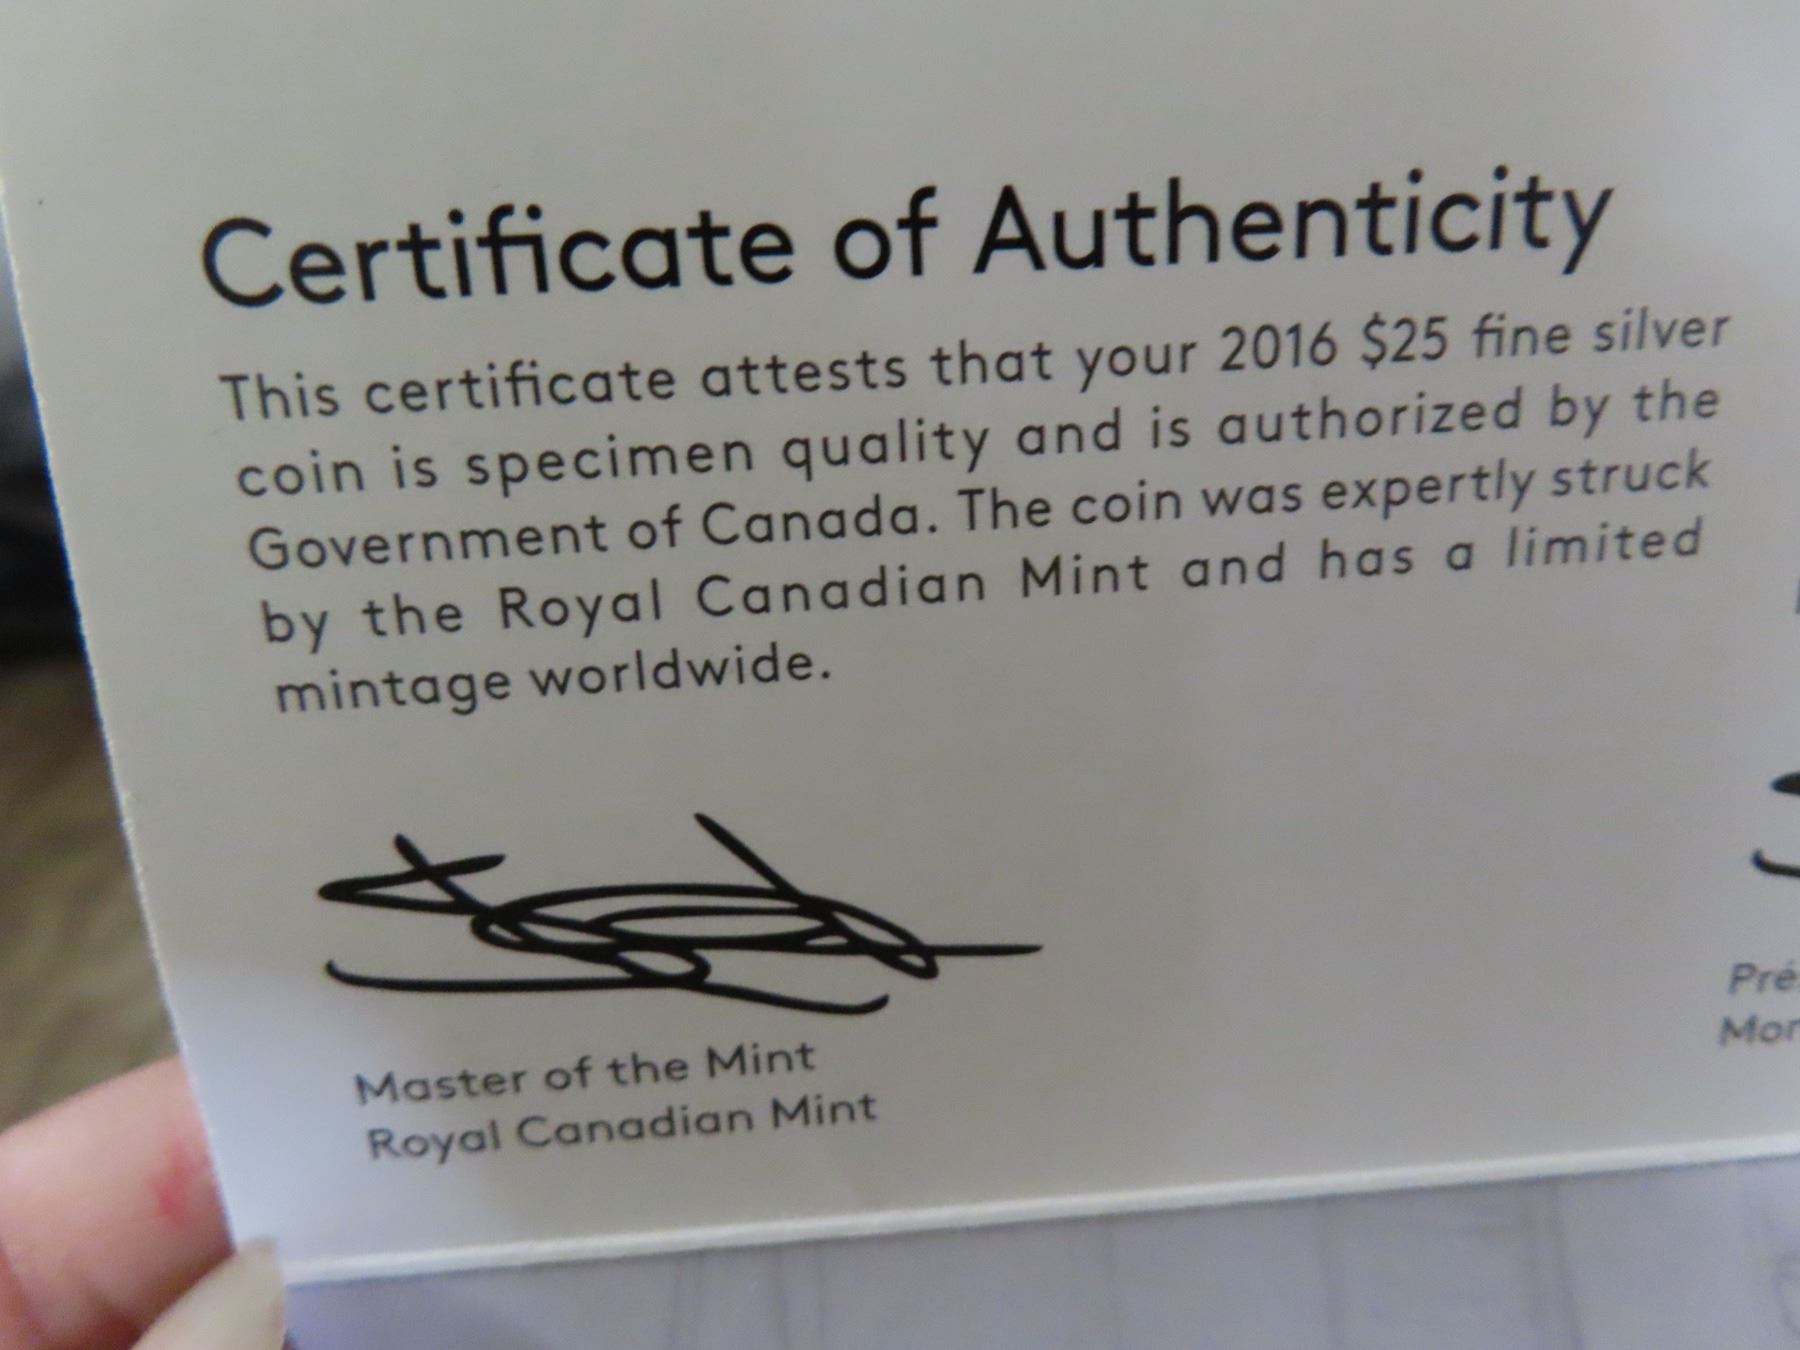 Certificate of Authenticity
This certificate attests that your 2016 $25 fine silver
coin is specimen quality and is authorized by the
Government of Canada. The coin was expertly struck
by the Royal Canadian Mint and has a limited
mintage worldwide.
Master of the Mint
Royal Canadian Mint